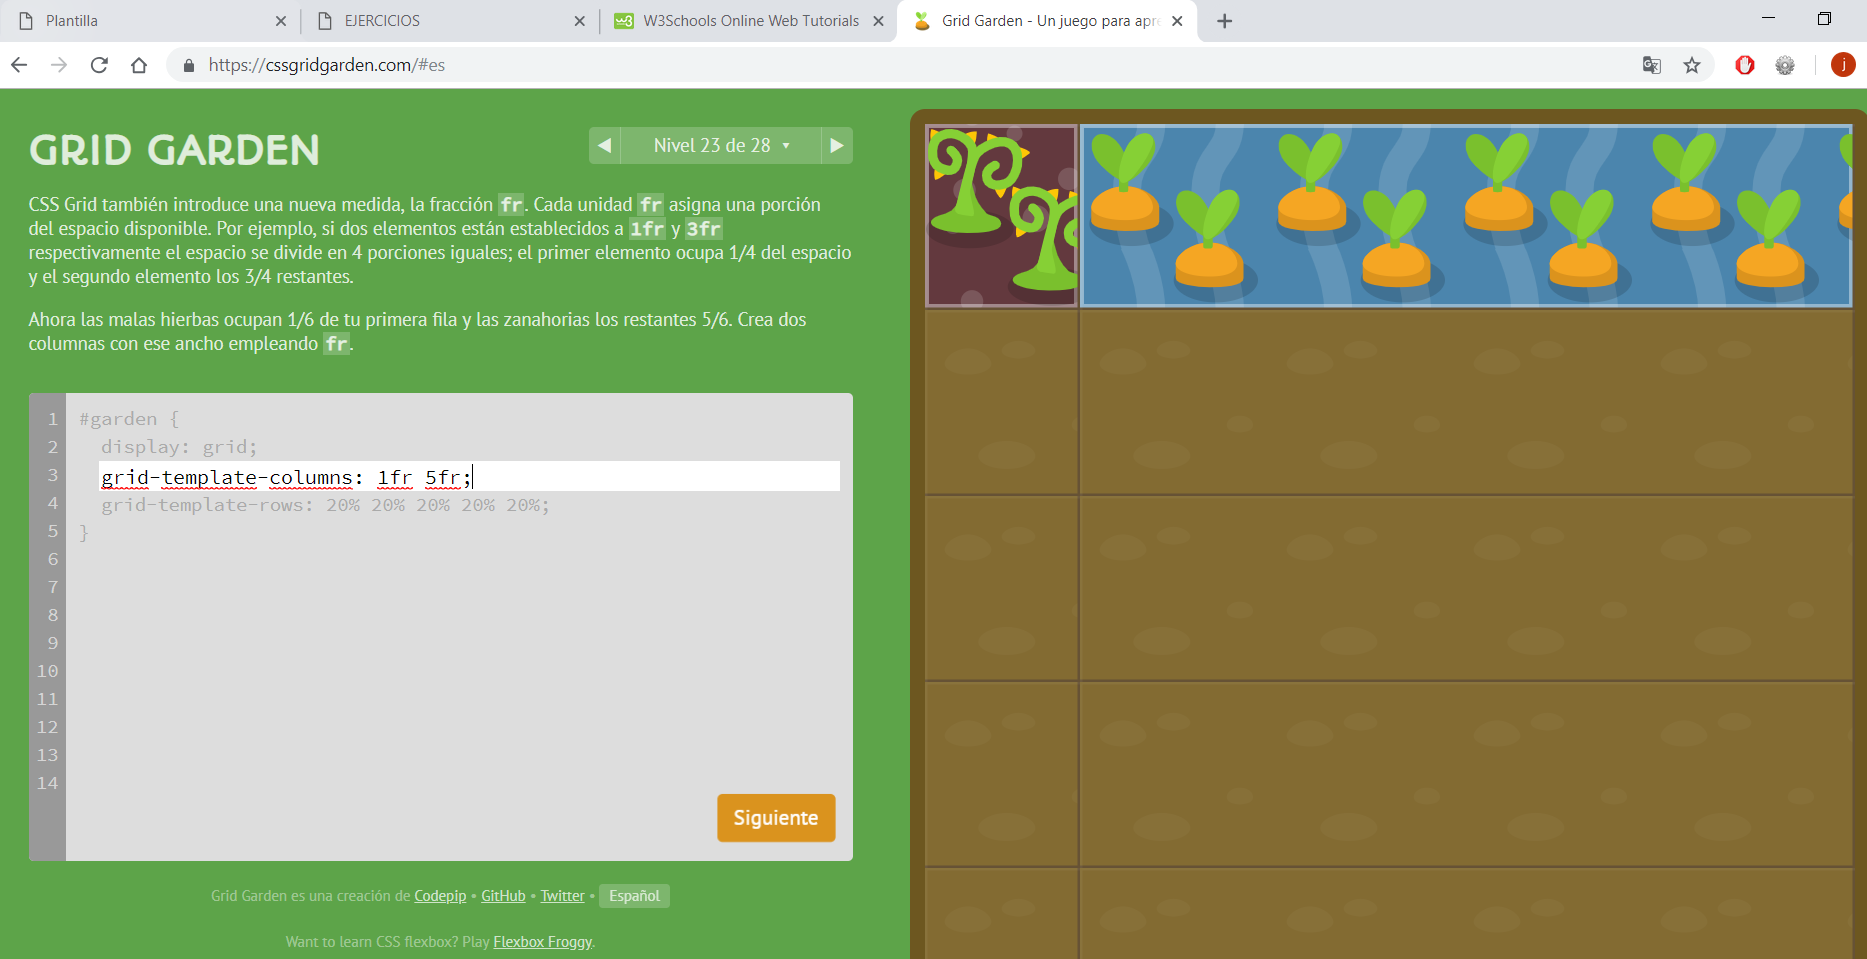 Plantilla
EJERCICIOS
W3Schools Online Web Tutorials
Grid Garden - Un juego para apre
https://cssgridgarden.com/#es
j
GRID GARDEN
Nivel 23 de 28
CSS Grid también introduce una nueva medida, la fracción fr. Cada unidad fr asigna una porción
del espacio disponible. Por ejemplo, si dos elementos están establecidos a 1fr y 3fr
respectivamente el espacio se divide en 4 porciones iguales; el primer elemento ocupa 1/4 del espacio
y el segundo elemento los 3/4 restantes.
Ahora las malas hierbas ocupan 1/6 de tu primera fila y las zanahorias los restantes 5/6. Crea dos
columnas con ese ancho empleando fr.
1 #garden {
2 display: grid;
3 grid-template-columns: 1fr 5fr;
4 grid-template-rows: 20% 20% 20% 20% 20%;
5 }
6
7
8
9
10
11
12
13
14
Siguiente
Grid Garden es una creación de Codepip • GitHub • Twitter • Español
Want to learn CSS flexbox? Play Flexbox Froggy.